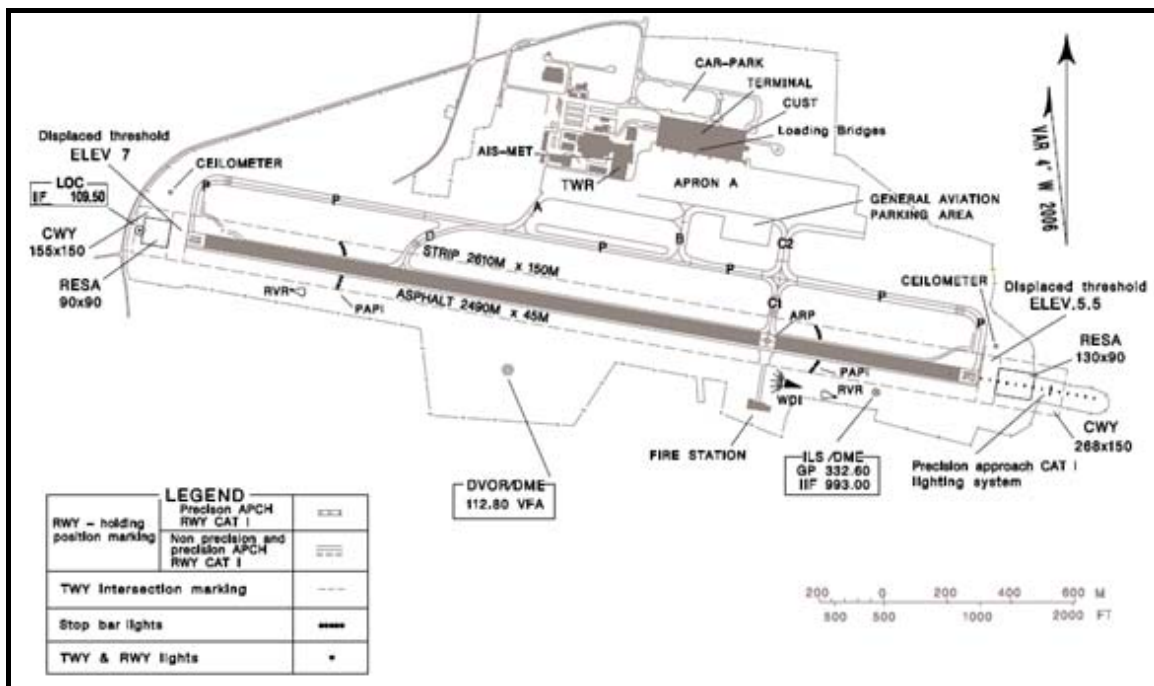 CAR-PARK
TERMINAL
CUST
Loading Bridges
AIS-MET
TWR
APRON A
GENERAL AVIATION
PARKING AREA
VAR 4° W 2006
Displaced threshold
ELEV 7
CEILOMETER
LOC
IIF 109.50
CWY
155x150
RESA
90x90
P
P
A
D
P
B
P
C2
P
P
C1
STRIP 2610M x 150M
ASPHALT 2490M x 45M
RVR
PAPI
ARP
CEILOMETER
Displaced threshold
ELEV.5.5
RESA
130x90
PAPI
RVR
WDI
FIRE STATION
CWY
268x150
Precision approach CAT I
lighting system
ILS/DME
GP 332.60
IIF 993.00
DVOR/DME
112.80 VFA
LEGEND
RWY - holding
position marking
Precison APCH
RWY CAT I
Non precision and
precision APCH
RWY CAT II
TWY Intersection marking
Stop bar lights
TWY & RWY lights
200 0 200 400 600 M
500 500 1000 2000 FT